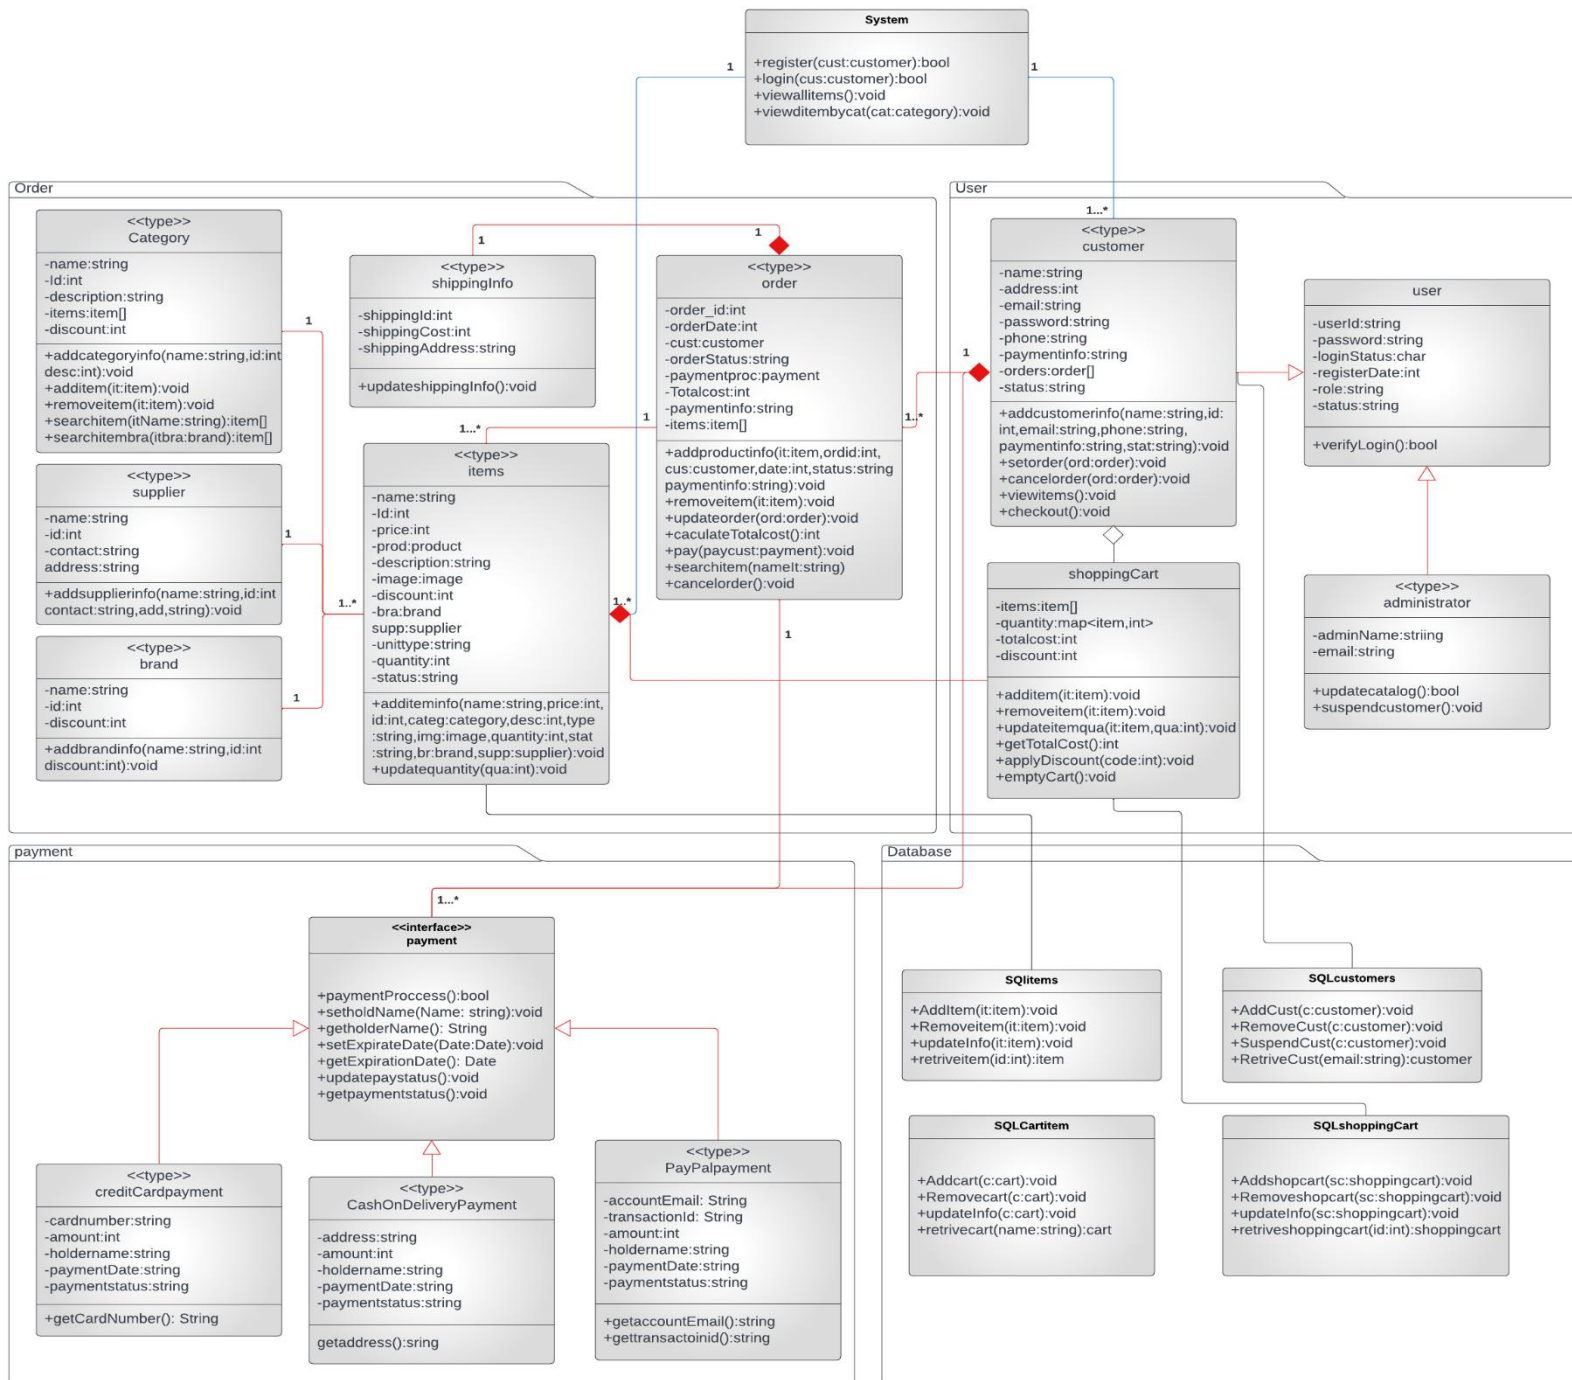 System
+register(cust:customer):bool
+login(cus:customer):bool
+viewallitems():void
+viewditembycat(cat:category):void
1
1
Order
<<type>>
Category
-name:string
-Id:int
-description:string
-items:item[]
-discount:int
+addcategoryinfo(name:string,id:int
desc:int):void
+additem(it:item):void
+removeitem(it:item):void
+searchitem(itName:string):item[]
+searchitembra(itbra:brand):item[]
1
<<type>>
supplier
-name:string
-id:int
-contact:string
address:string
+addsupplierinfo(name:string,id:int
contact:string,add,string):void
1
<<type>>
brand
-name:string
-id:int
-discount:int
+addbrandinfo(name:string,id:int
discount:int):void
1
1..*
<<type>>
shippingInfo
-shippingId:int
-shippingCost:int
-shippingAddress:string
+updateshippingInfo():void
1
1
<<type>>
items
-name:string
-Id:int
-price:int
-prod:product
-description:string
-image:image
-discount:int
-bra:brand
supp:supplier
-unittype:string
-quantity:int
-status:string
+additeminfo(name:string,price:int,
id:int,categ:category,desc:int,type
:string,img:image,quantity:int,stat
:string,br:brand,supp:supplier):void
+updatequantity(qua:int):void
1...*
1
1..*
<<type>>
order
-order_id:int
-orderDate:int
-cust:customer
-orderStatus:string
-paymentproc:payment
-Totalcost:int
-paymentinfo:string
-items:item[]
+addproductinfo(it:item,ordid:int,
cus:customer,date:int,status:string
paymentinfo:string):void
+removeitem(it:item):void
+updateorder(ord:order):void
+caculateTotalcost():int
+pay(paycust:payment):void
+searchitem(nameIt:string)
+cancelorder():void
1
1..*
1
User
1...*
<<type>>
customer
-name:string
-address:int
-email:string
-password:string
-phone:string
-paymentinfo:string
-orders:order[]
-status:string
+addcustomerinfo(name:string,id:
int,email:string,phone:string,
paymentinfo:string,stat:string):void
+setorder(ord:order):void
+cancelorder(ord:order):void
+viewitems():void
+checkout():void
user
-userId:string
-password:string
-loginStatus:char
-registerDate:int
-role:string
-status:string
+verifyLogin():bool
shoppingCart
-items:item[]
-quantity:map<item,int>
-totalcost:int
-discount:int
+additem(it:item):void
+removeitem(it:item):void
+updateitemqua(it:item,qua:int):void
+getTotalCost():int
+applyDiscount(code:int):void
+emptyCart():void
<<type>>
administrator
-adminName:striing
-email:string
+updatecatalog():bool
+suspendcustomer():void
payment
1...*
<<interface>>
payment
+paymentProccess():bool
+setholdName(Name: string):void
+getholderName(): String
+setExpirateDate(Date:Date):void
+getExpirationDate(): Date
+updatepaystatus():void
+getpaymentstatus():void
<<type>>
creditCardpayment
-cardnumber:string
-amount:int
-holdername:string
-paymentDate:string
-paymentstatus:string
+getCardNumber(): String
<<type>>
CashOnDeliveryPayment
-address:string
-amount:int
-holdername:string
-paymentDate:string
-paymentstatus:string
getaddress():sring
<<type>>
PayPalpayment
-accountEmail: String
-transactionId: String
-amount:int
-holdername:string
-paymentDate:string
-paymentstatus:string
+getaccountEmail():string
+gettransactoinid():string
Database
SQlitems
+AddItem(it:item):void
+Removeitem(it:item):void
+updateInfo(it:item):void
+retriveitem(id:int):item
SQLcustomers
+AddCust(c:customer):void
+RemoveCust(c:customer):void
+SuspendCust(c:customer):void
+RetriveCust(email:string):customer
SQLCartitem
+Addcart(c:cart):void
+Removecart(c:cart):void
+updateInfo(c:cart):void
+retrivecart(name:string):cart
SQLshoppingCart
+Addshopcart(sc:shoppingcart):void
+Removeshopcart(sc:shoppingcart):void
+updateInfo(sc:shoppingcart):void
+retriveshoppingcart(id:int):shoppingcart